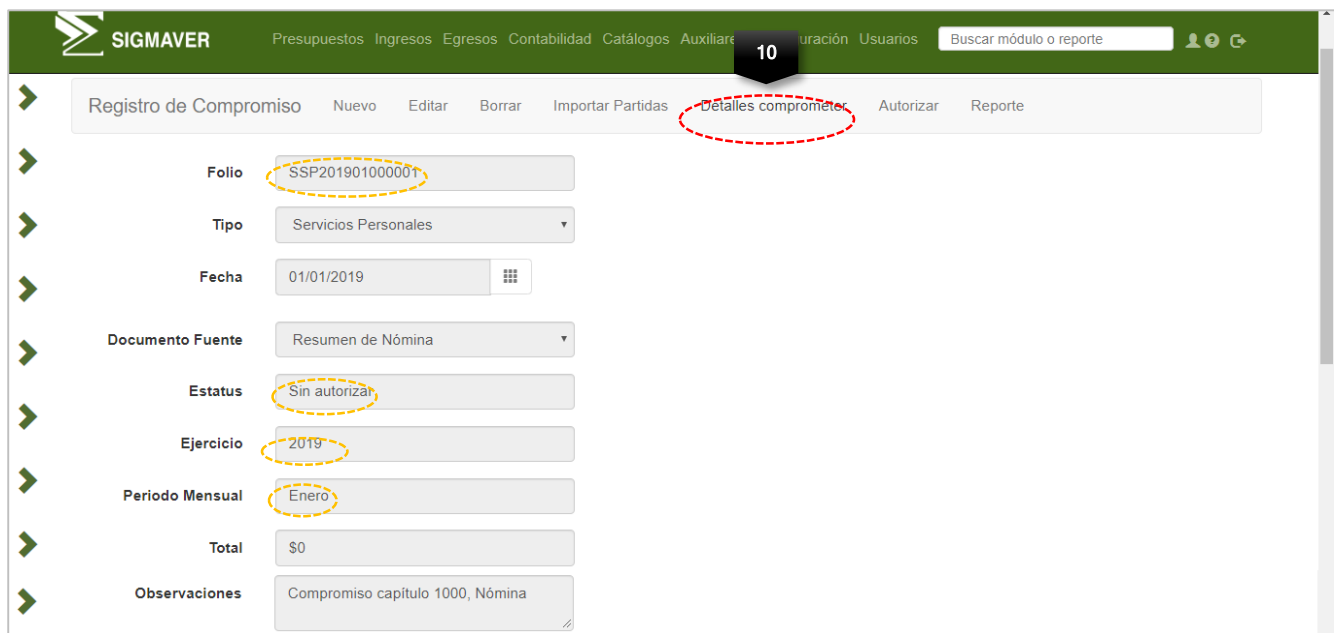 SIGMAVER Presupuestos Ingresos Egresos Contabilidad Catálogos Auxiliare uración Usuarios Buscar módulo o reporte
10
Registro de Compromiso Nuevo Editar Borrar Importar Partidas Detalles comprometer Autorizar Reporte
Folio SSP201901000001
Tipo Servicios Personales
Fecha 01/01/2019
Documento Fuente Resumen de Nómina
Estatus Sin autorizar
Ejercicio 2019
Periodo Mensual Enero
Total $0
Observaciones Compromiso capítulo 1000, Nómina